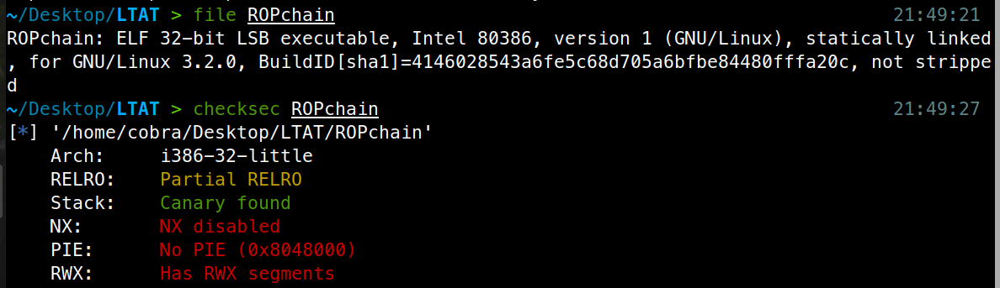 ~/Desktop/LTAT > file ROPchain 21:49:21
ROPchain: ELF 32-bit LSB executable, Intel 80386, version 1 (GNU/Linux), statically linked
, for GNU/Linux 3.2.0, BuildID[sha1]=4146028543a6fe5c68d705a6bfbe84480fffa20c, not strippe
d
~/Desktop/LTAT > checksec ROPchain 21:49:27
[*] '/home/cobra/Desktop/LTAT/ROPchain'
    Arch:     i386-32-little
    RELRO:    Partial RELRO
    Stack:    Canary found
    NX:       NX disabled
    PIE:      No PIE (0x8048000)
    RWX:      Has RWX segments